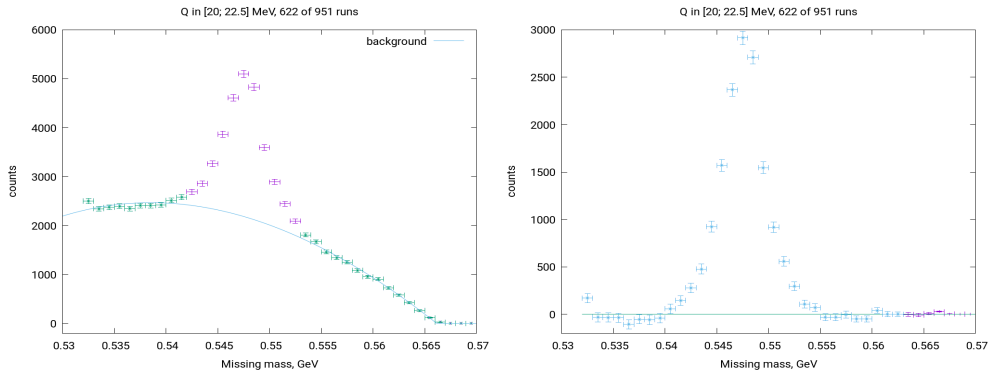 Q in [20; 22.5] MeV, 622 of 951 runs
background
6000
5000
4000
3000
2000
1000
0
counts
0.53 0.535 0.54 0.545 0.55 0.555 0.56 0.565 0.57
Missing mass, GeV
Q in [20; 22.5] MeV, 622 of 951 runs
3000
2500
2000
1500
1000
500
0
counts
0.53 0.535 0.54 0.545 0.55 0.555 0.56 0.565 0.57
Missing mass, GeV